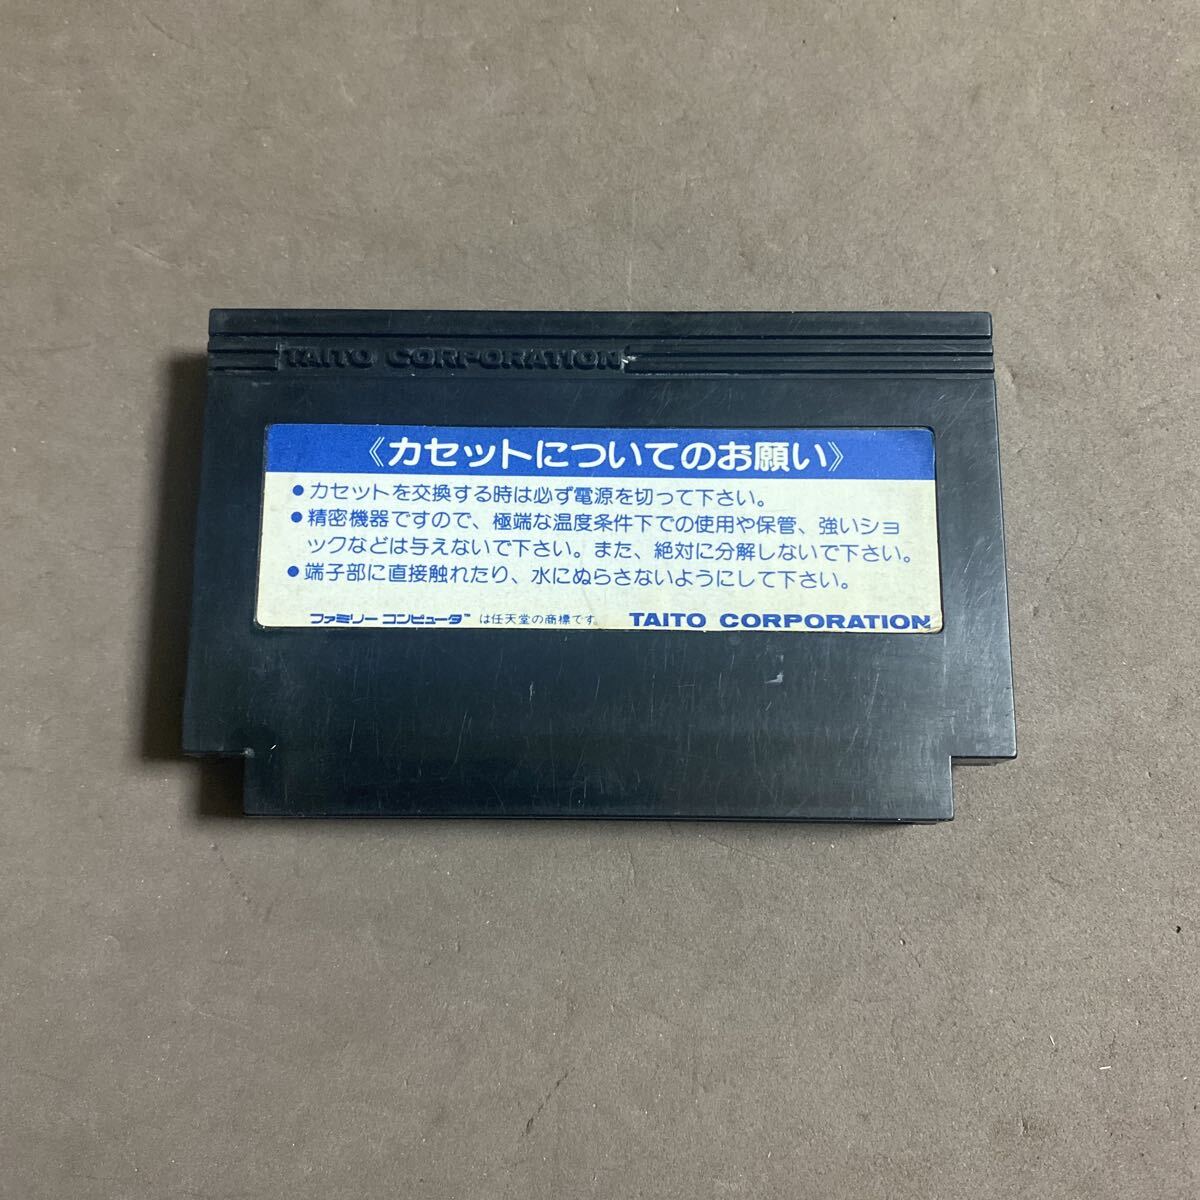 TAITO CORPORATION
《カセットについてのお願い》
●カセットを交換する時は必ず電源を切って下さい。
●精密機器ですので、極端な温度条件下での使用や保管、強いショ
ックなどは与えないで下さい。また、絶対に分解しないで下さい。
●端子部に直接触れたり、水にぬらさないようにして下さい。
ファミリーコンピュータ™ は任天堂の商標です。 TAITO CORPORATION